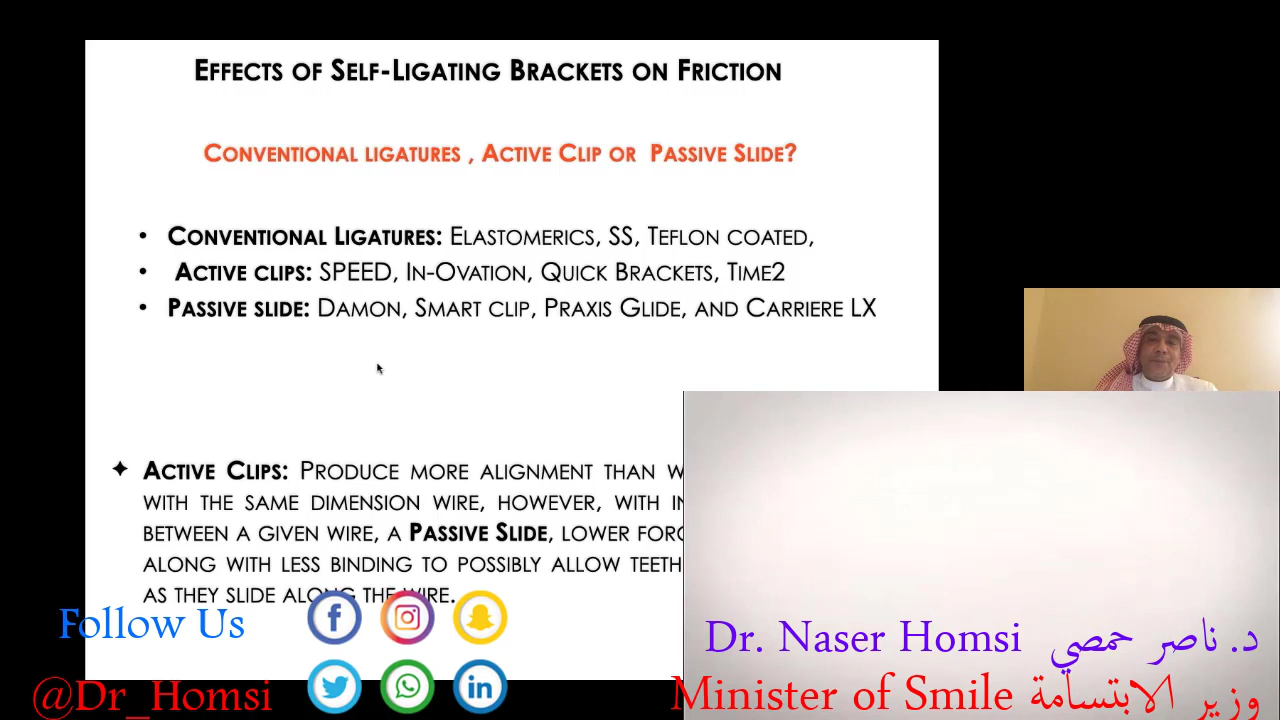 EFFECTS OF SELF-LIGATING BRACKETS ON FRICTION
CONVENTIONAL LIGATURES , ACTIVE CLIP OR PASSIVE SLIDE?
• CONVENTIONAL LIGATURES: ELASTOMERICS, SS, TEFLON COATED,
• ACTIVE CLIPS: SPEED, IN-OVATION, QUICK BRACKETS, TIME2
• PASSIVE SLIDE: DAMON, SMART CLIP, PRAXIS GLIDE, AND CARRIERE LX
✦ ACTIVE CLIPS: PRODUCE MORE ALIGNMENT THAN
WITH THE SAME DIMENSION WIRE, HOWEVER, WITH
BETWEEN A GIVEN WIRE, A PASSIVE SLIDE, LOWER
ALONG WITH LESS BINDING TO POSSIBLY ALLOW TEETH
AS THEY SLIDE ALONG THE WIRE.
Follow Us
@Dr_Homsi
Dr. Naser Homsi د. ناصر حمصي
Minister of Smile وزير الابتسامة